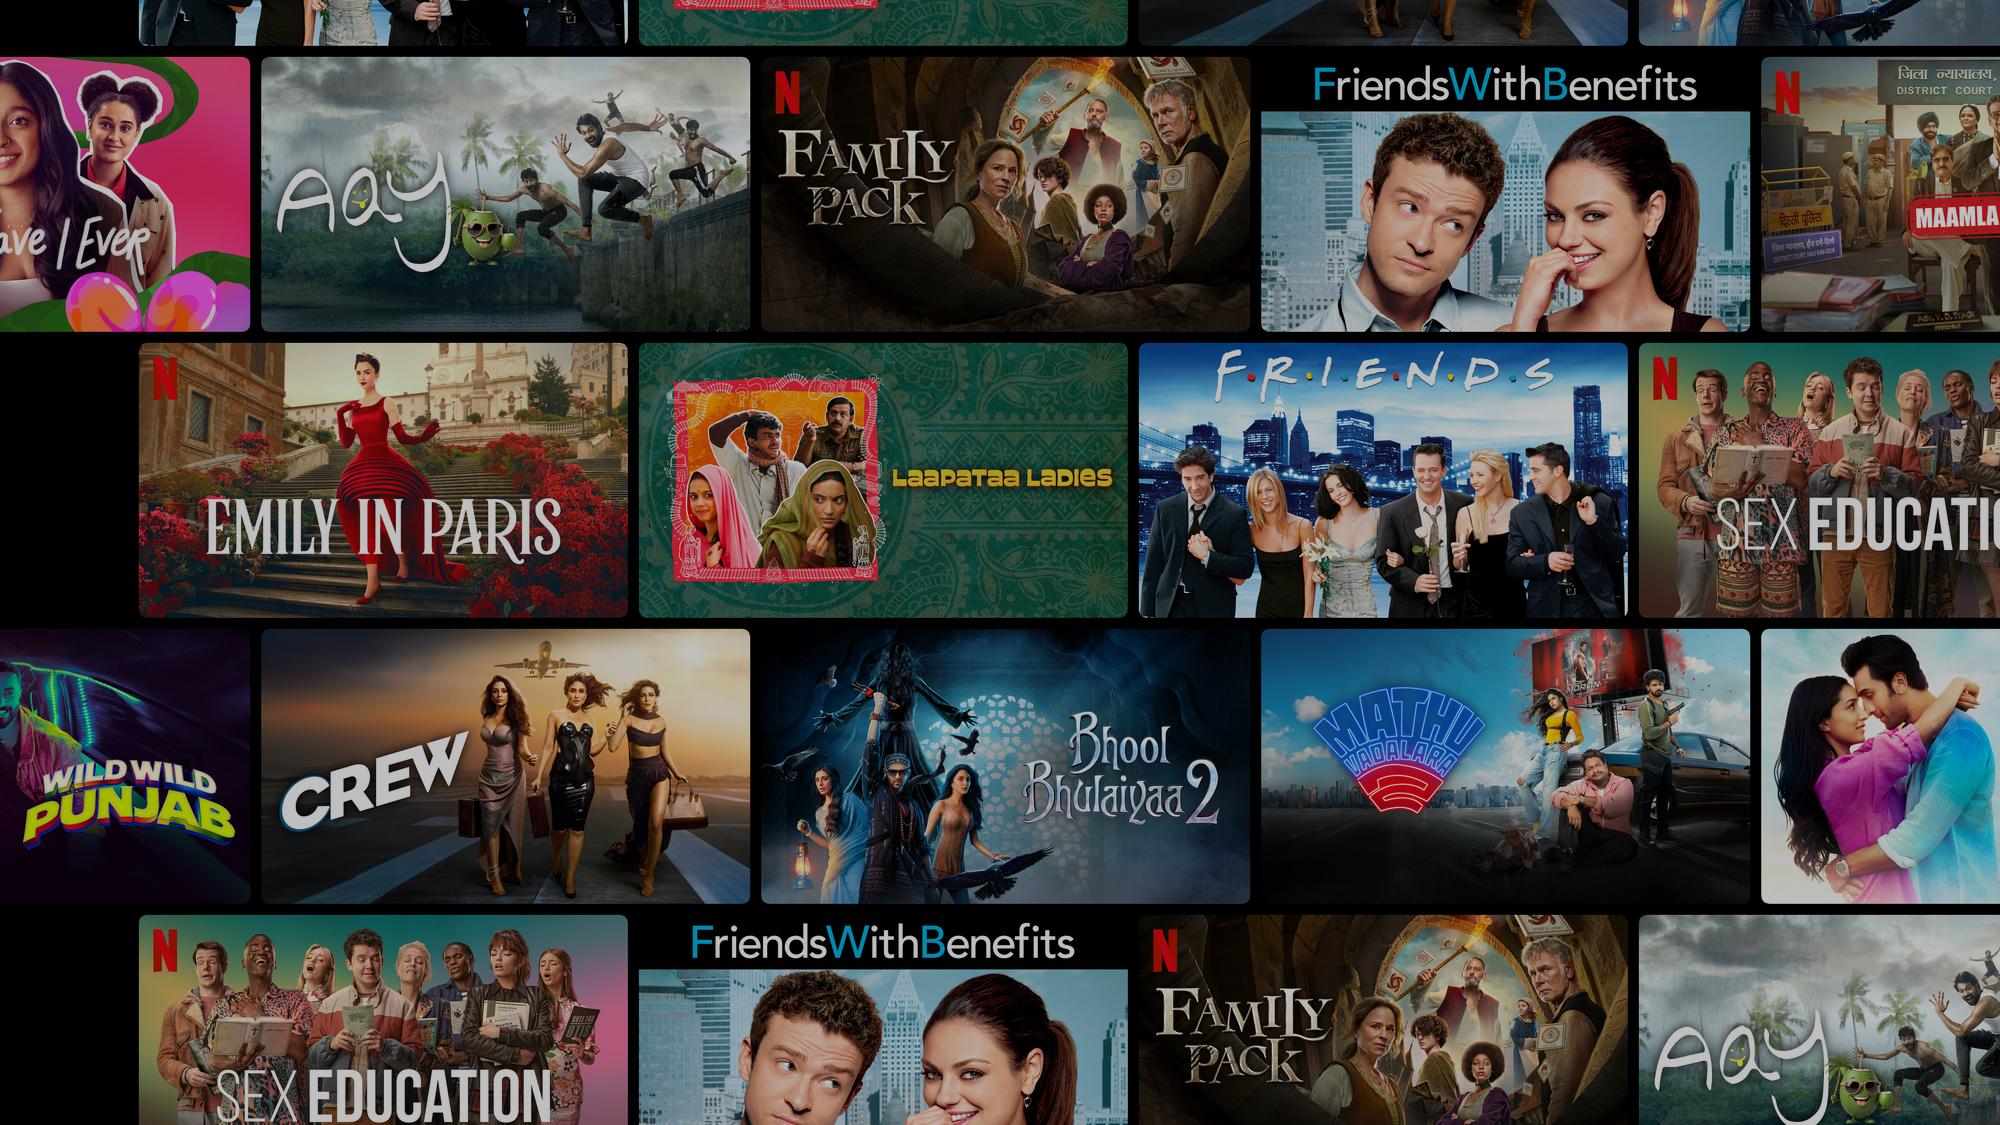 ave I Ever
Aay
N
FAMILY
PACK
FriendsWithBenefits
N
जिला न्यायालय,
DISTRICT COURT
MAAMLA
N
EMILY IN PARIS
Laapataa Ladies
F.R.I.E.N.D.S
N
SEX EDUCATIO
WILD WILD
PUNJAB
CREW
Bhool
Bhulaiyaa 2
MATHU
VADALARA
2
N
SEX EDUCATION
FriendsWithBenefits
N
FAMILY
PACK
Aay